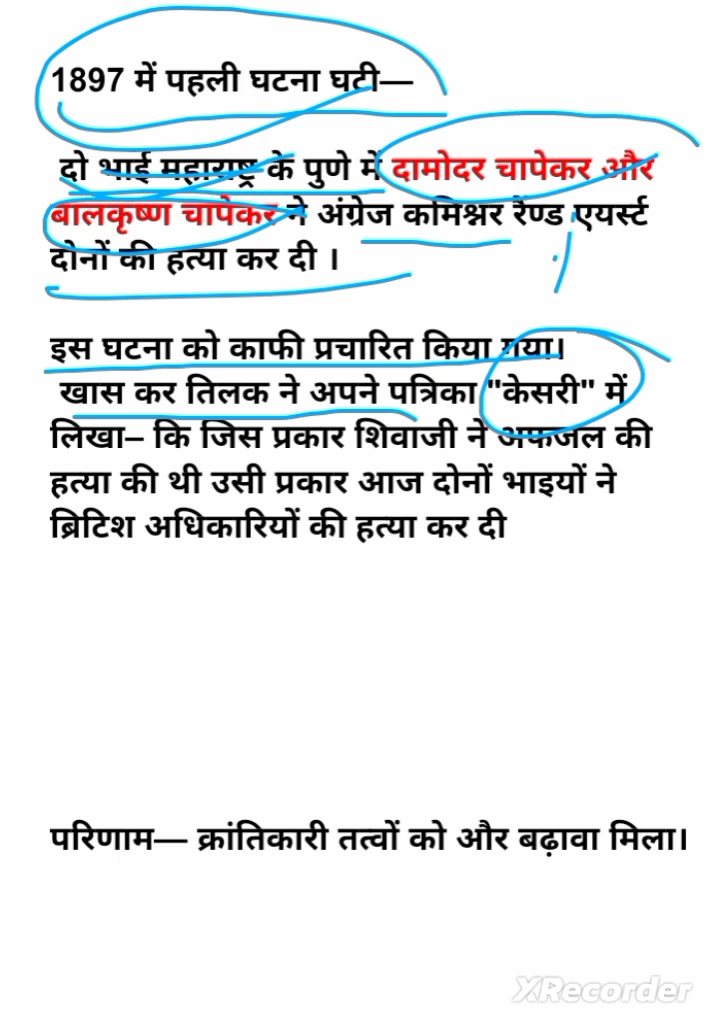 1897 में पहली घटना घटी—
दो भाई महाराष्ट्र के पुणे में दामोदर चापेकर और
बालकृष्ण चापेकर ने अंग्रेज कमिश्नर रैण्ड एयर्स्ट
दोनों की हत्या कर दी ।
इस घटना को काफी प्रचारित किया गया।
खास कर तिलक ने अपने पत्रिका "केसरी" में
लिखा– कि जिस प्रकार शिवाजी ने अफजल की
हत्या की थी उसी प्रकार आज दोनों भाइयों ने
ब्रिटिश अधिकारियों की हत्या कर दी
परिणाम— क्रांतिकारी तत्वों को और बढ़ावा मिला।
XRecorder